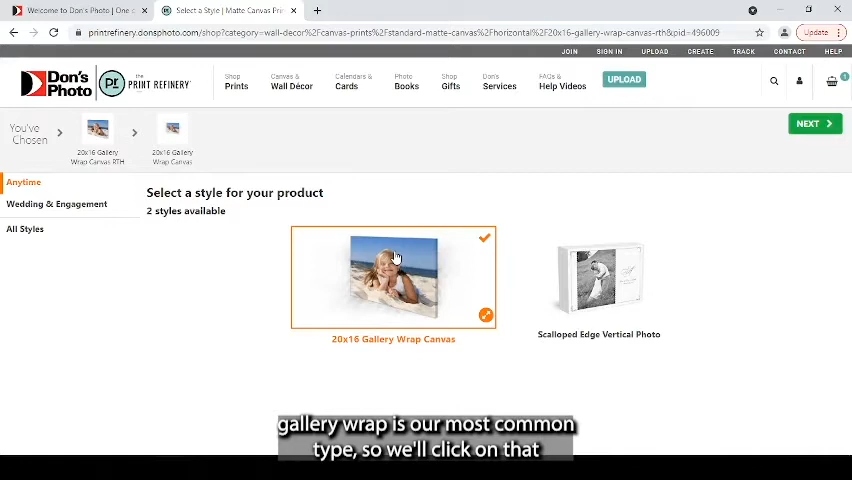 Welcome to Don's Photo | One c
Select a Style | Matte Canvas Prin
printrefinery.donsphoto.com/shop?category=wall-decor%2Fcanvas-prints%2Fstandard-matte-canvas%2Fhorizontal%2F20x16-gallery-wrap-canvas-rth&pid=496009
Update
JOIN SIGN IN UPLOAD CREATE TRACK CONTACT HELP
Don's Photo
Pr
the PRINT REFINERY
Shop Prints
Canvas & Wall Décor
Calendars & Cards
Photo Books
Shop Gifts
Don's Services
FAQs & Help Videos
UPLOAD
1
You've Chosen
20x16 Gallery
Wrap Canvas RTH
20x16 Gallery
Wrap Canvas
NEXT
Anytime
Wedding & Engagement
All Styles
Select a style for your product
2 styles available
20x16 Gallery Wrap Canvas
Scalloped Edge Vertical Photo
gallery wrap is our most common
type, so we'll click on that